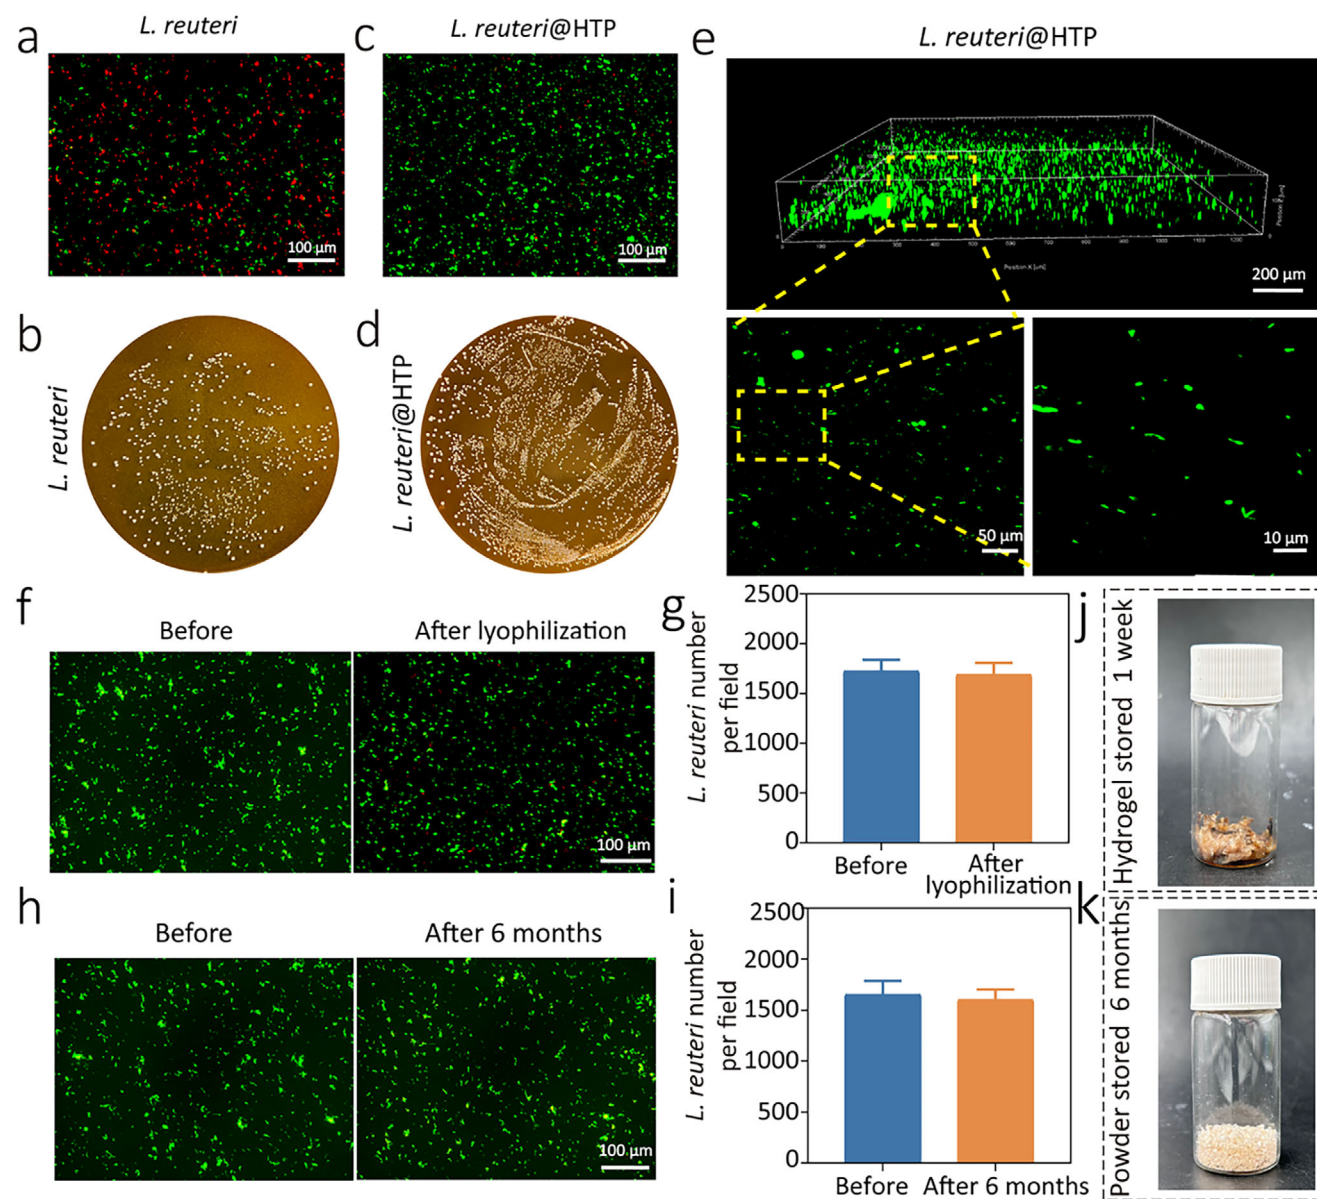 a
L. reuteri
100 µm
c
L. reuteri@HTP
100 µm
e
L. reuteri@HTP
Position X [µm]
200 µm
50 µm
10 µm
b
L. reuteri
d
L. reuteri@HTP
f
Before
After lyophilization
100 µm
g
L. reuteri number
per field
2500
2000
1500
1000
500
0
Before
After
lyophilization
j
Hydrogel stored 1 week
h
Before
After 6 months
100 µm
i
L. reuteri number
per field
2500
2000
1500
1000
500
0
Before
After 6 months
k
Powder stored 6 months